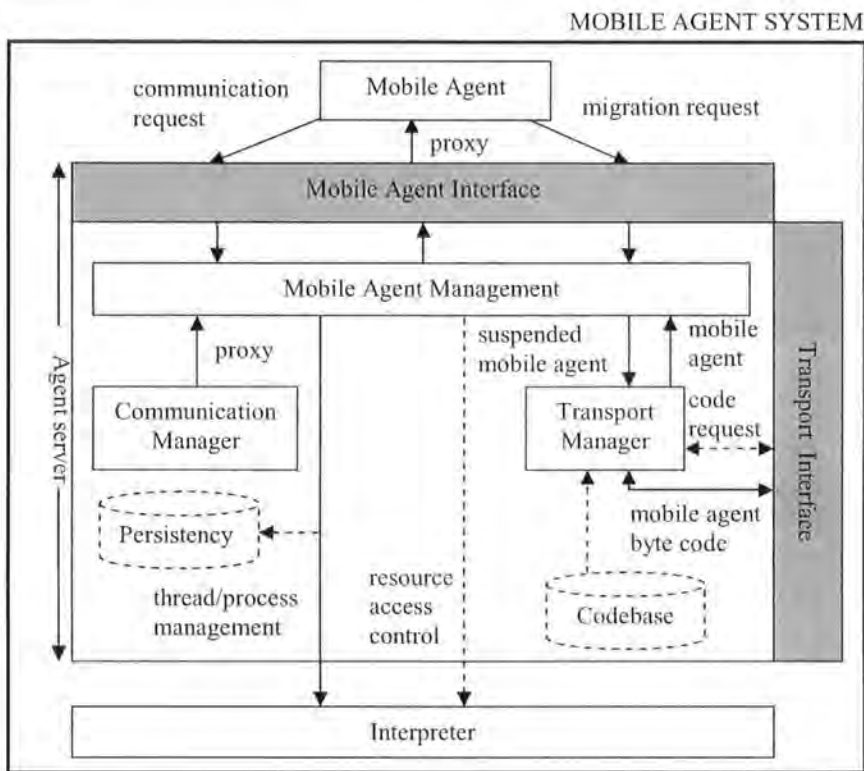 MOBILE AGENT SYSTEM
communication
request
Mobile Agent
migration request
proxy
Mobile Agent Interface
Mobile Agent Management
proxy
suspended
mobile agent
mobile
agent
Communication
Manager
Transport
Manager
code
request
Agent server
Transport Interface
Persistency
mobile agent
byte code
thread/process
management
resource
access
control
Codebase
Interpreter